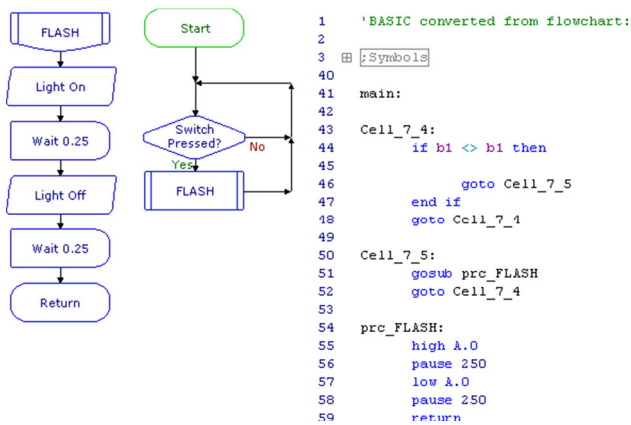 FLASH
Light On
Wait 0.25
Light Off
Wait 0.25
Return
Start
Switch
Pressed?
No
Yes
FLASH
1 'BASIC converted from flowchart:
2
3 ;Symbols
40
41 main:
42
43 Cell_7_4:
44 if b1 <> b1 then
45
46 goto Cell_7_5
47 end if
48 goto Cell_7_4
49
50 Cell_7_5:
51 gosub prc_FLASH
52 goto Cell_7_4
53
54 prc_FLASH:
55 high A.0
56 pause 250
57 low A.0
58 pause 250
59 return